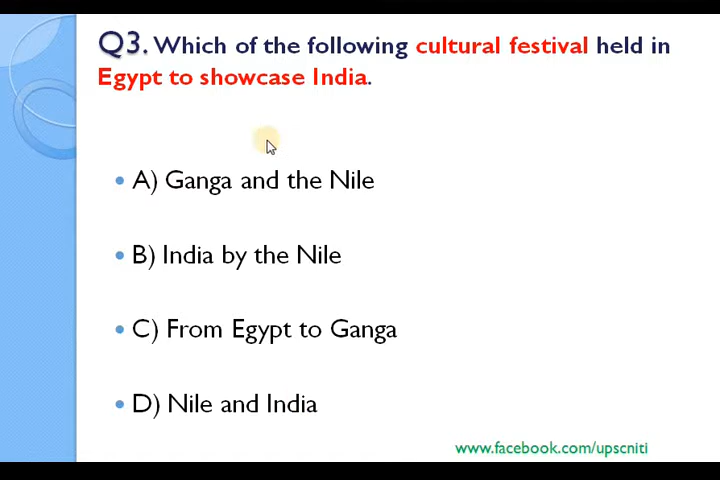 Q3. Which of the following cultural festival held in
Egypt to showcase India.
• A) Ganga and the Nile
• B) India by the Nile
• C) From Egypt to Ganga
• D) Nile and India
www.facebook.com/upscniti